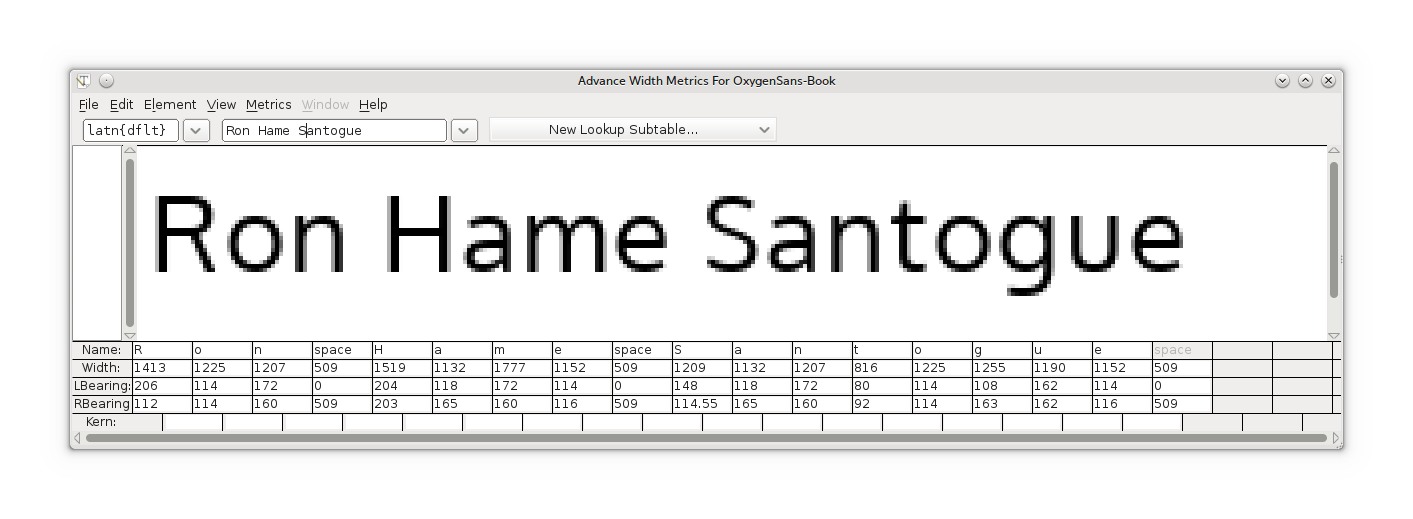 Advance Width Metrics For OxygenSans-Book
File Edit Element View Metrics Window Help
latn{dflt} Ron Hame Santogue New Lookup Subtable...
Ron Hame Santogue
Name: R o n space H a m e space S a n t o g u e space
Width: 1413 1225 1207 509 1519 1132 1777 1152 509 1209 1132 1207 816 1225 1255 1190 1152 509
LBearing: 206 114 172 0 204 118 172 114 0 148 118 172 80 114 108 162 114 0
RBearing 112 114 160 509 203 165 160 116 509 114.55 165 160 92 114 163 162 116 509
Kern: